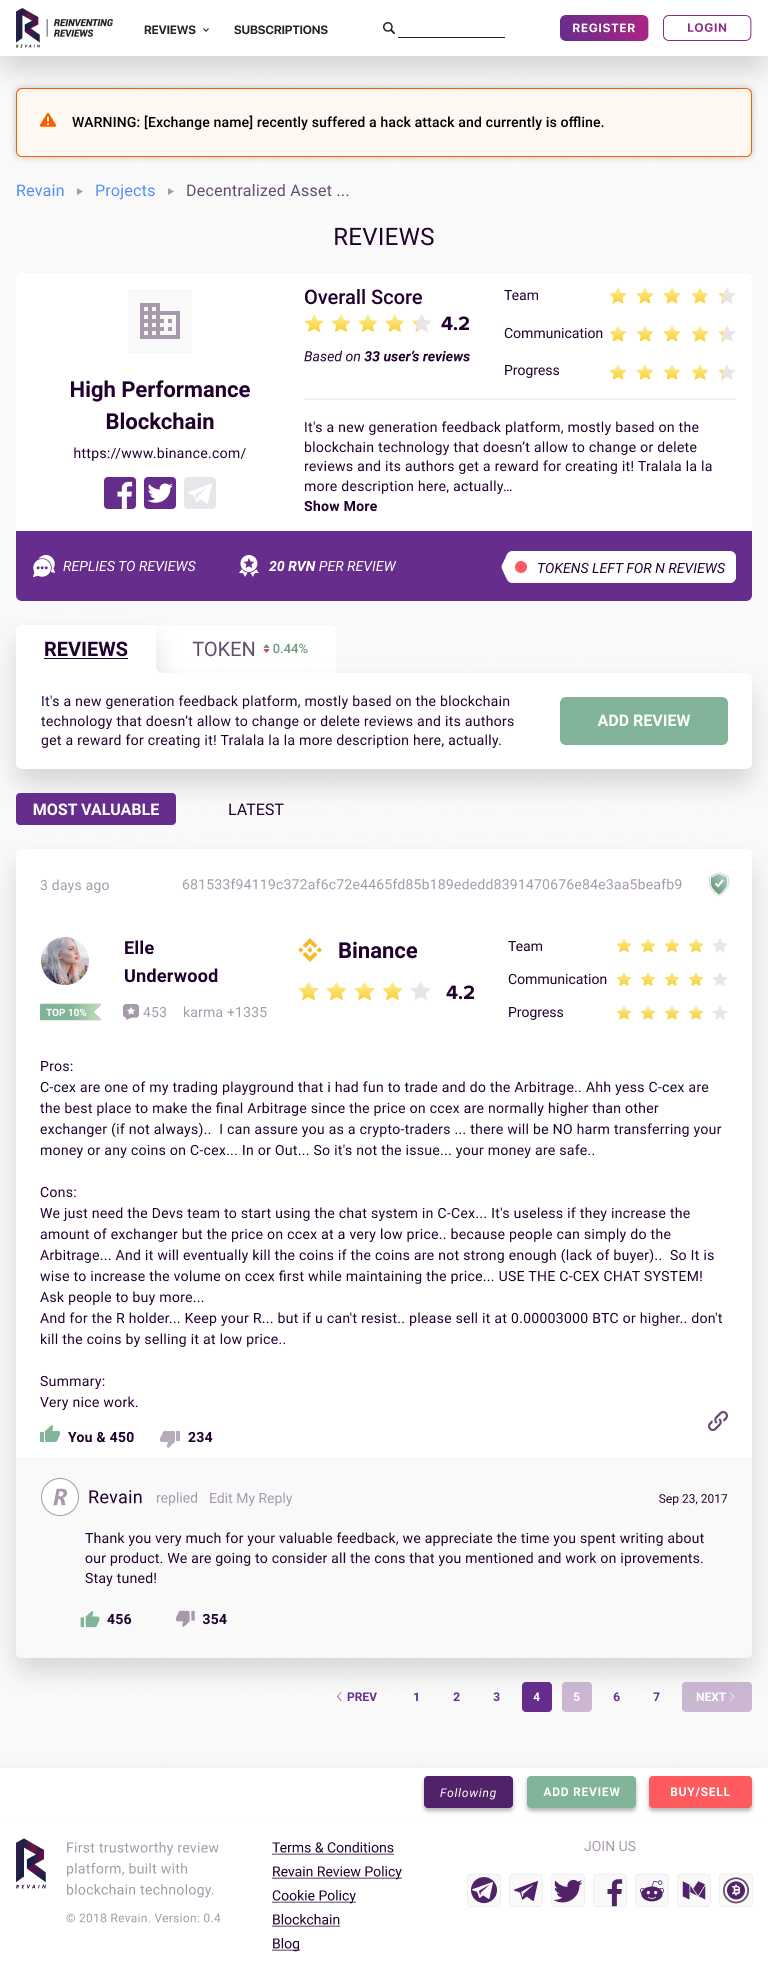 REINVENTING
REVIEWS
REVAIN
REVIEWS
SUBSCRIPTIONS
REGISTER
LOGIN
WARNING: [Exchange name] recently suffered a hack attack and currently is offline.
Revain
Projects
Decentralized Asset ...
REVIEWS
High Performance
Blockchain
https://www.binance.com/
Overall Score
4.2
Based on 33 user's reviews
Team
Communication
Progress
It's a new generation feedback platform, mostly based on the
blockchain technology that doesn't allow to change or delete
reviews and its authors get a reward for creating it! Tralala la la
more description here, actually...
Show More
REPLIES TO REVIEWS
20 RVN PER REVIEW
TOKENS LEFT FOR N REVIEWS
REVIEWS
TOKEN
0.44%
It's a new generation feedback platform, mostly based on the blockchain
technology that doesn't allow to change or delete reviews and its authors
get a reward for creating it! Tralala la la more description here, actually.
ADD REVIEW
MOST VALUABLE
LATEST
3 days ago
681533f94119c372af6c72e4465fd85b189ededd8391470676e84e3aa5beafb9
Elle
Underwood
TOP 10%
453
karma +1335
Binance
4.2
Team
Communication
Progress
Pros:
C-cex are one of my trading playground that i had fun to trade and do the Arbitrage.. Ahh yess C-cex are
the best place to make the final Arbitrage since the price on ccex are normally higher than other
exchanger (if not always)..  I can assure you as a crypto-traders ... there will be NO harm transferring your
money or any coins on C-cex... In or Out... So it's not the issue... your money are safe..
Cons:
We just need the Devs team to start using the chat system in C-Cex... It's useless if they increase the
amount of exchanger but the price on ccex at a very low price.. because people can simply do the
Arbitrage... And it will eventually kill the coins if the coins are not strong enough (lack of buyer)..  So It is
wise to increase the volume on ccex first while maintaining the price... USE THE C-CEX CHAT SYSTEM!
Ask people to buy more...
And for the R holder... Keep your R... but if u can't resist.. please sell it at 0.00003000 BTC or higher.. don't
kill the coins by selling it at low price..
Summary:
Very nice work.
You & 450
234
R
Revain
replied
Edit My Reply
Sep 23, 2017
Thank you very much for your valuable feedback, we appreciate the time you spent writing about
our product. We are going to consider all the cons that you mentioned and work on iprovements.
Stay tuned!
456
354
PREV
1
2
3
4
5
6
7
NEXT
Following
ADD REVIEW
BUY/SELL
REVAIN
First trustworthy review
platform, built with
blockchain technology.
© 2018 Revain. Version: 0.4
Terms & Conditions
Revain Review Policy
Cookie Policy
Blockchain
Blog
JOIN US